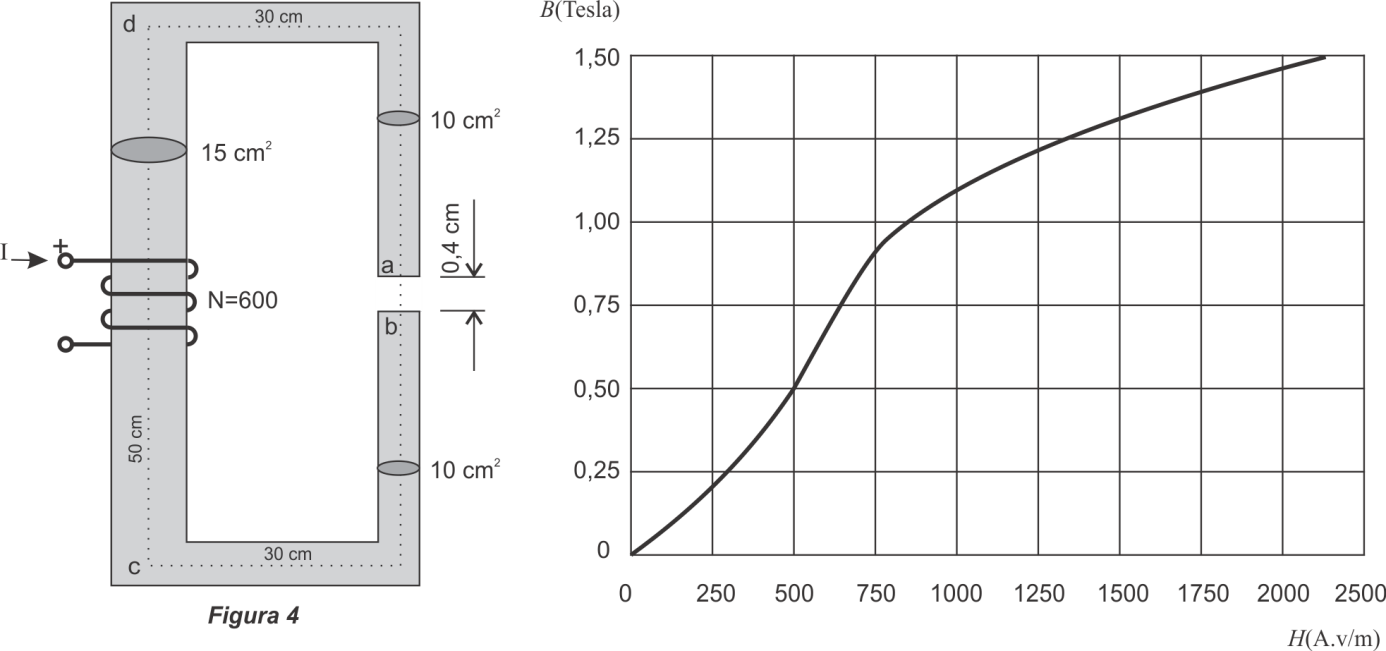 30 cm
d
10 cm²
15 cm²
0,4 cm
a
I
+
N=600
b
50 cm
10 cm²
30 cm
c
Figura 4
B(Tesla)
1,50
1,25
1,00
0,75
0,50
0,25
0
0 250 500 750 1000 1250 1500 1750 2000 2500
H(A.v/m)